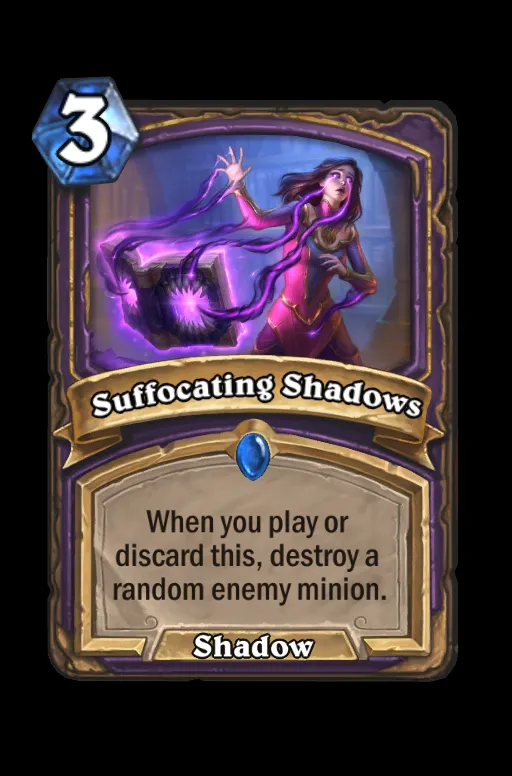 3
Suffocating Shadows
When you play or
discard this, destroy a
random enemy minion.
Shadow